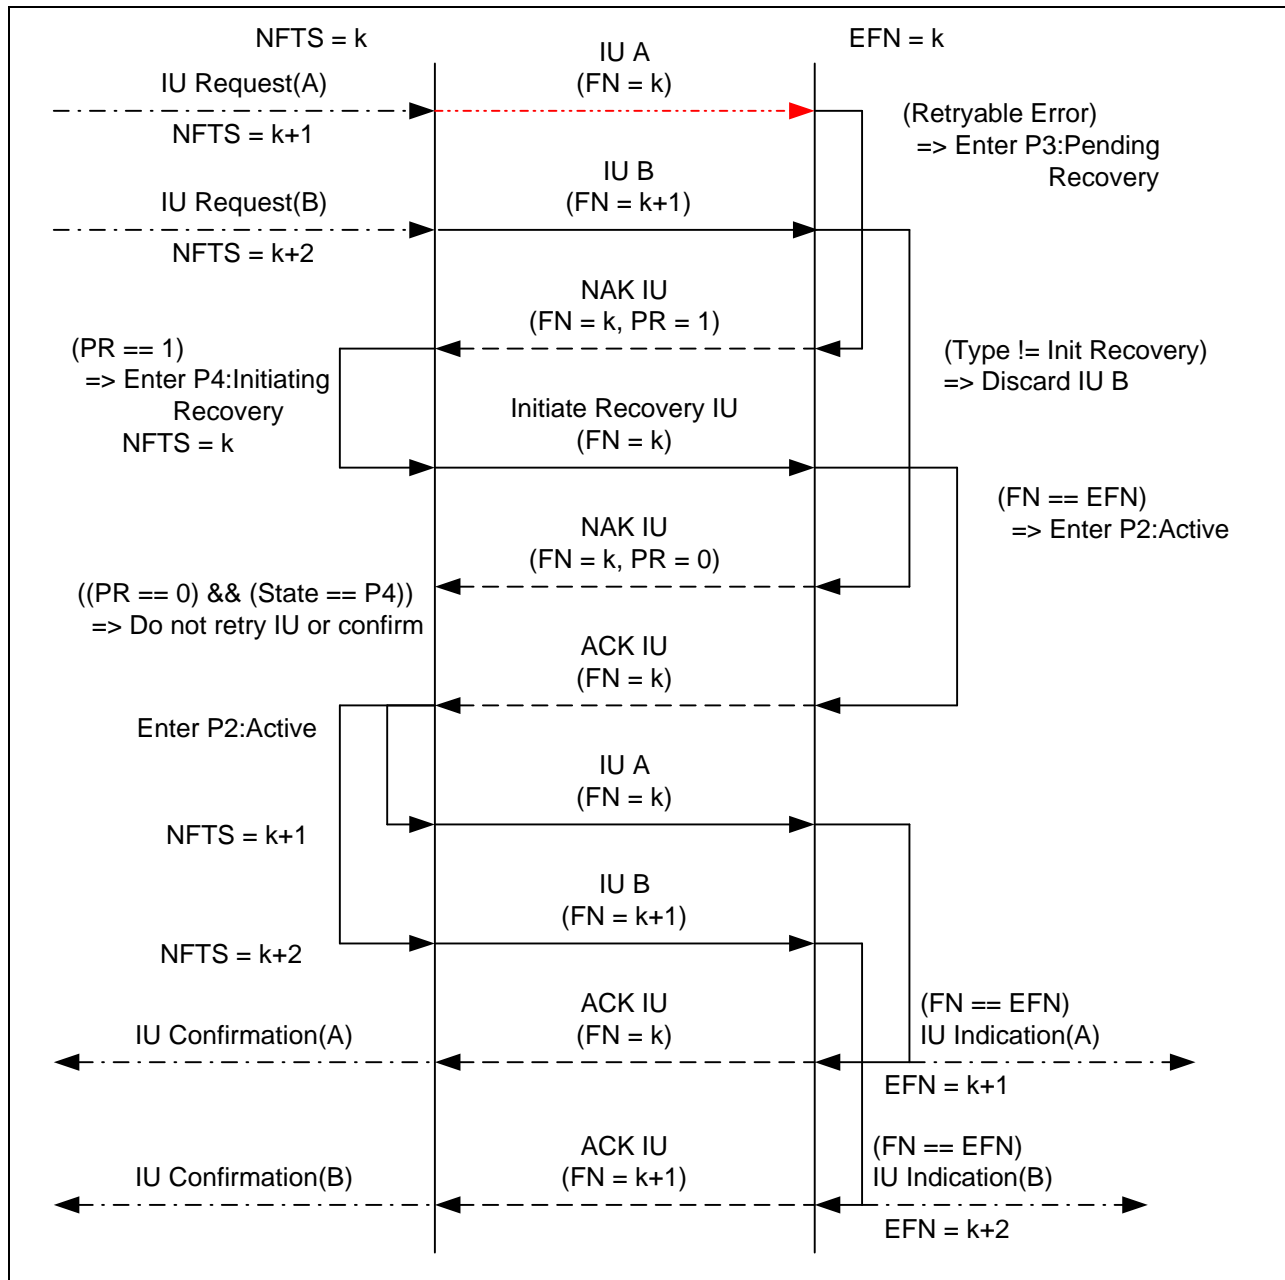 NFTS = k
IU A
EFN = k
IU Request(A)
(FN = k)
NFTS = k+1
(Retryable Error)
=> Enter P3:Pending
Recovery
IU B
IU Request(B)
(FN = k+1)
NFTS = k+2
NAK IU
(FN = k, PR = 1)
(PR == 1)
=> Enter P4:Initiating
Recovery
NFTS = k
(Type != Init Recovery)
=> Discard IU B
Initiate Recovery IU
(FN = k)
(FN == EFN)
=> Enter P2:Active
NAK IU
(FN = k, PR = 0)
((PR == 0) && (State == P4))
=> Do not retry IU or confirm
ACK IU
(FN = k)
Enter P2:Active
IU A
(FN = k)
NFTS = k+1
IU B
(FN = k+1)
NFTS = k+2
ACK IU
(FN = k)
IU Confirmation(A)
(FN == EFN)
IU Indication(A)
EFN = k+1
ACK IU
(FN = k+1)
IU Confirmation(B)
(FN == EFN)
IU Indication(B)
EFN = k+2